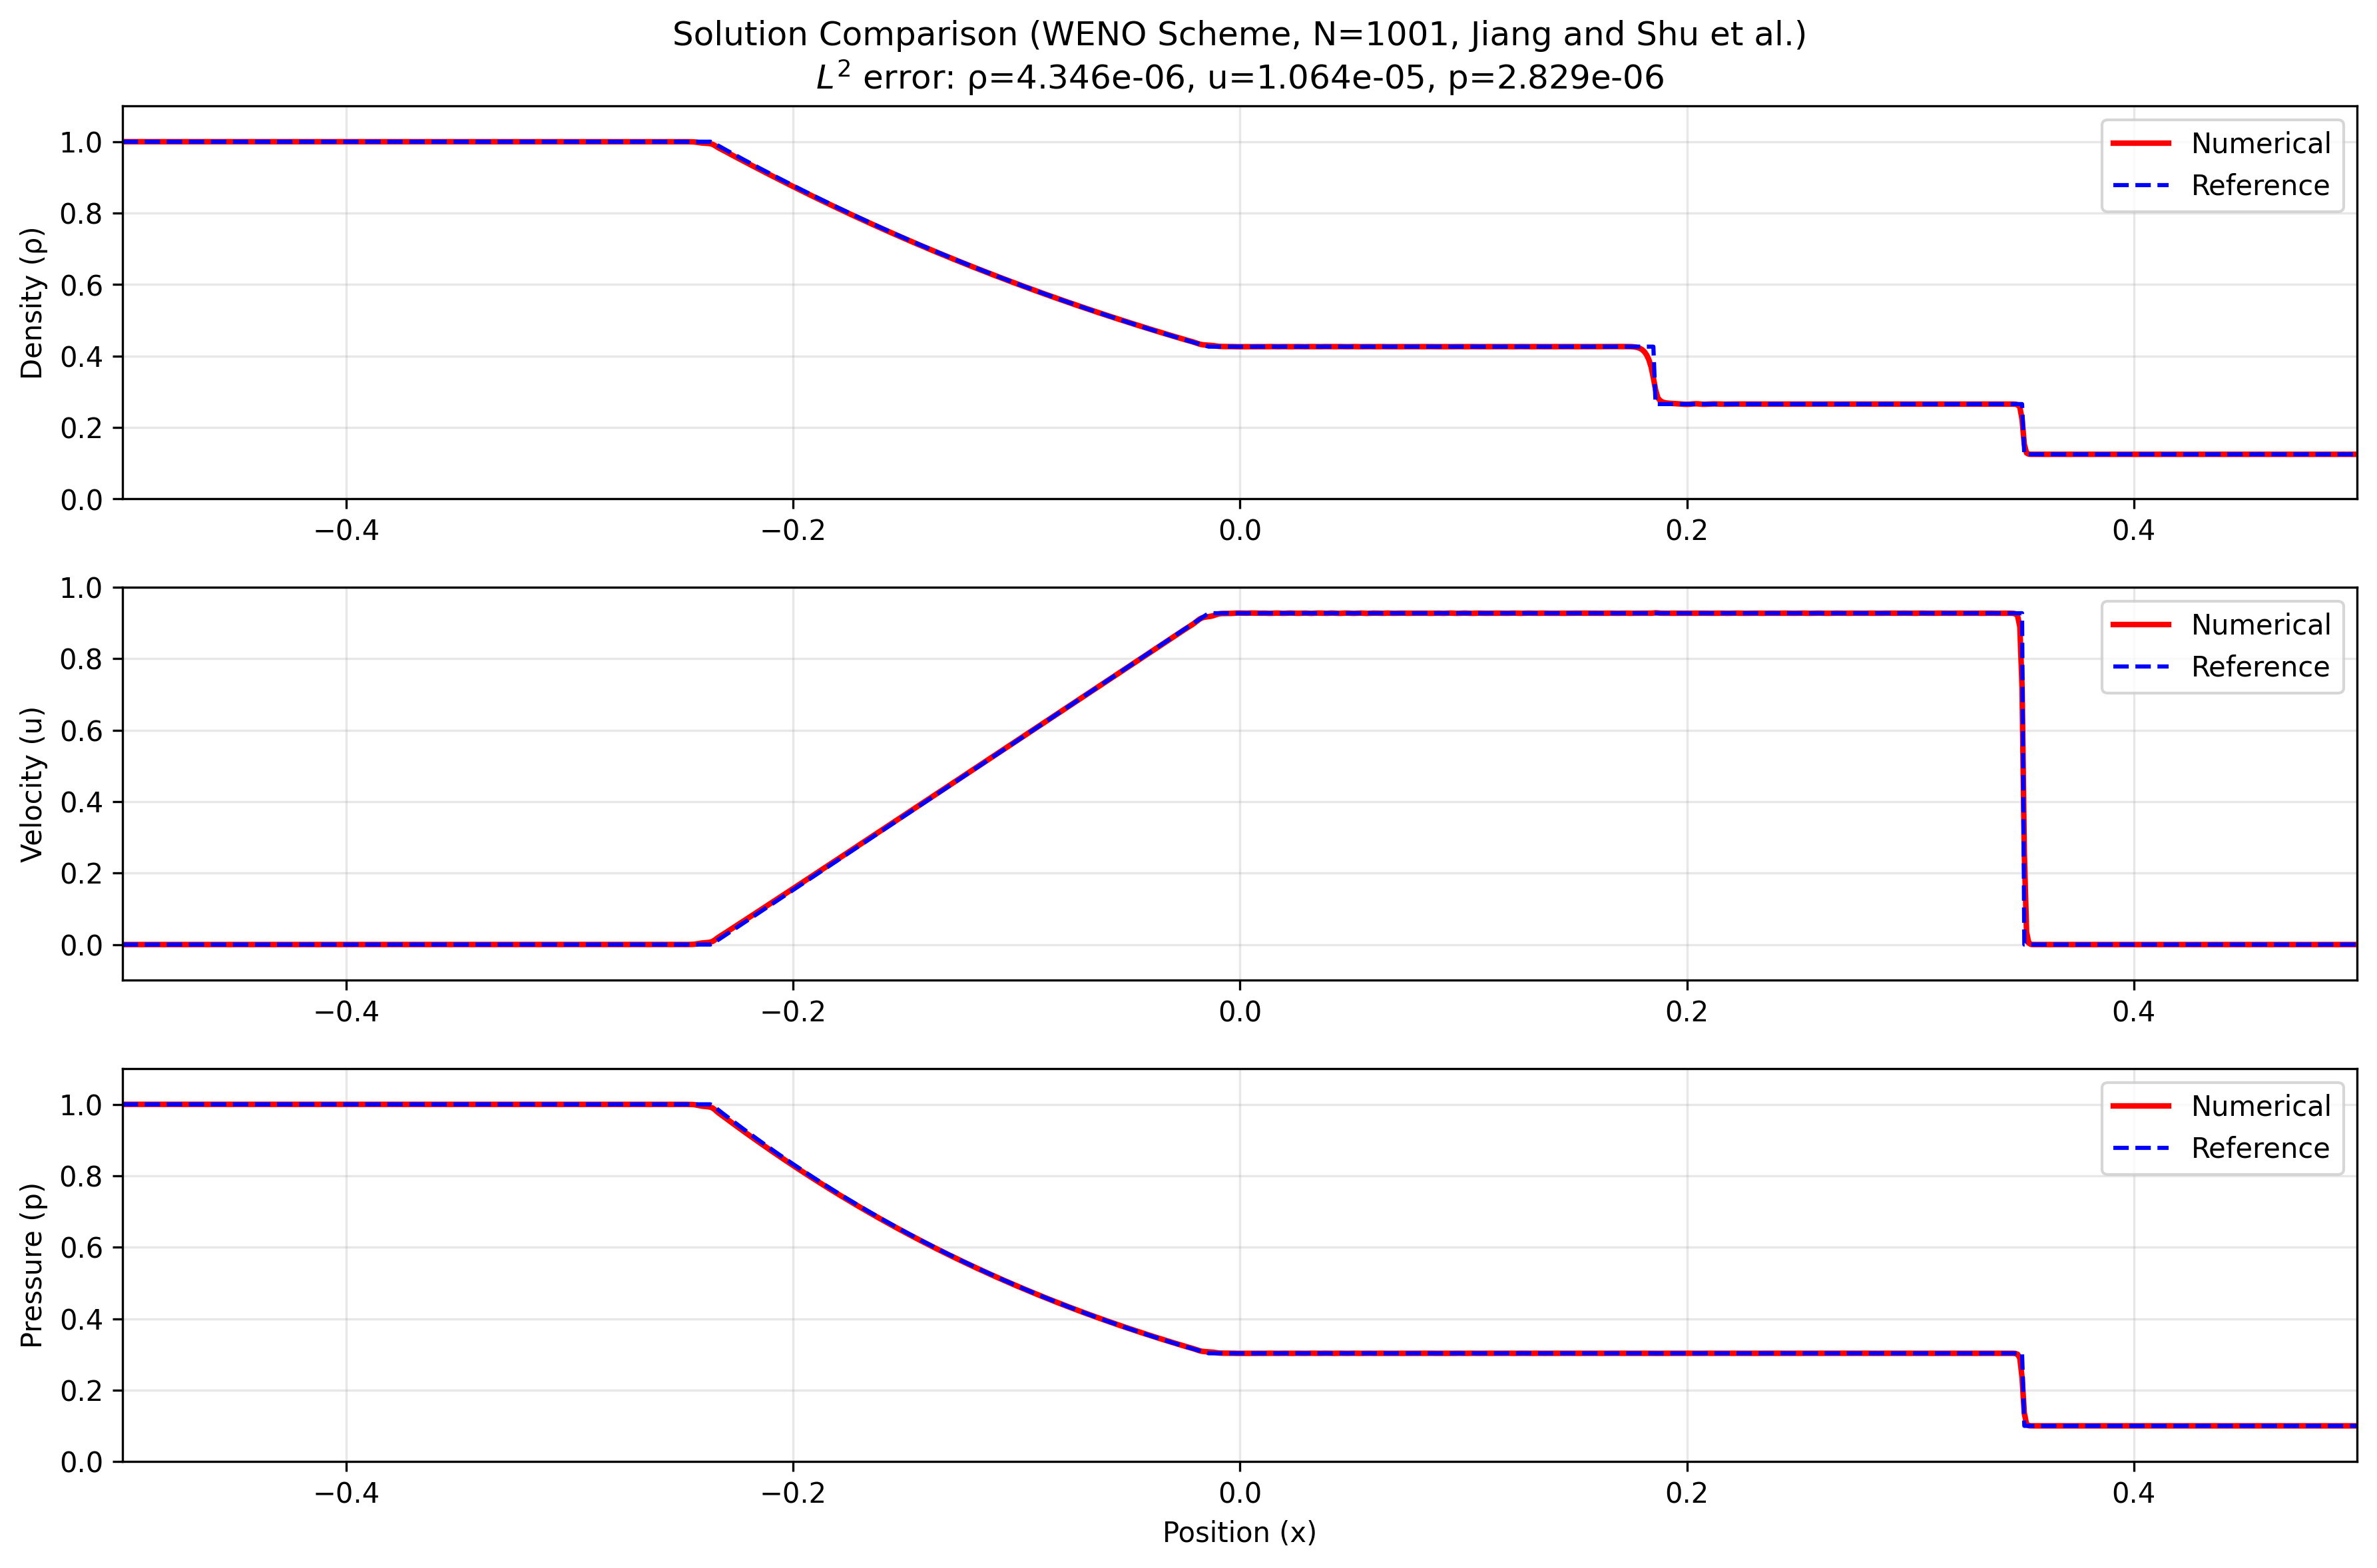 Solution Comparison (WENO Scheme, N=1001, Jiang and Shu et al.)
L² error: ρ=4.346e-06, u=1.064e-05, p=2.829e-06
Density (ρ)
1.0
0.8
0.6
0.4
0.2
0.0
Numerical
Reference
−0.4
−0.2
0.0
0.2
0.4
Velocity (u)
1.0
0.8
0.6
0.4
0.2
0.0
Numerical
Reference
−0.4
−0.2
0.0
0.2
0.4
Pressure (p)
1.0
0.8
0.6
0.4
0.2
0.0
Numerical
Reference
−0.4
−0.2
0.0
0.2
0.4
Position (x)